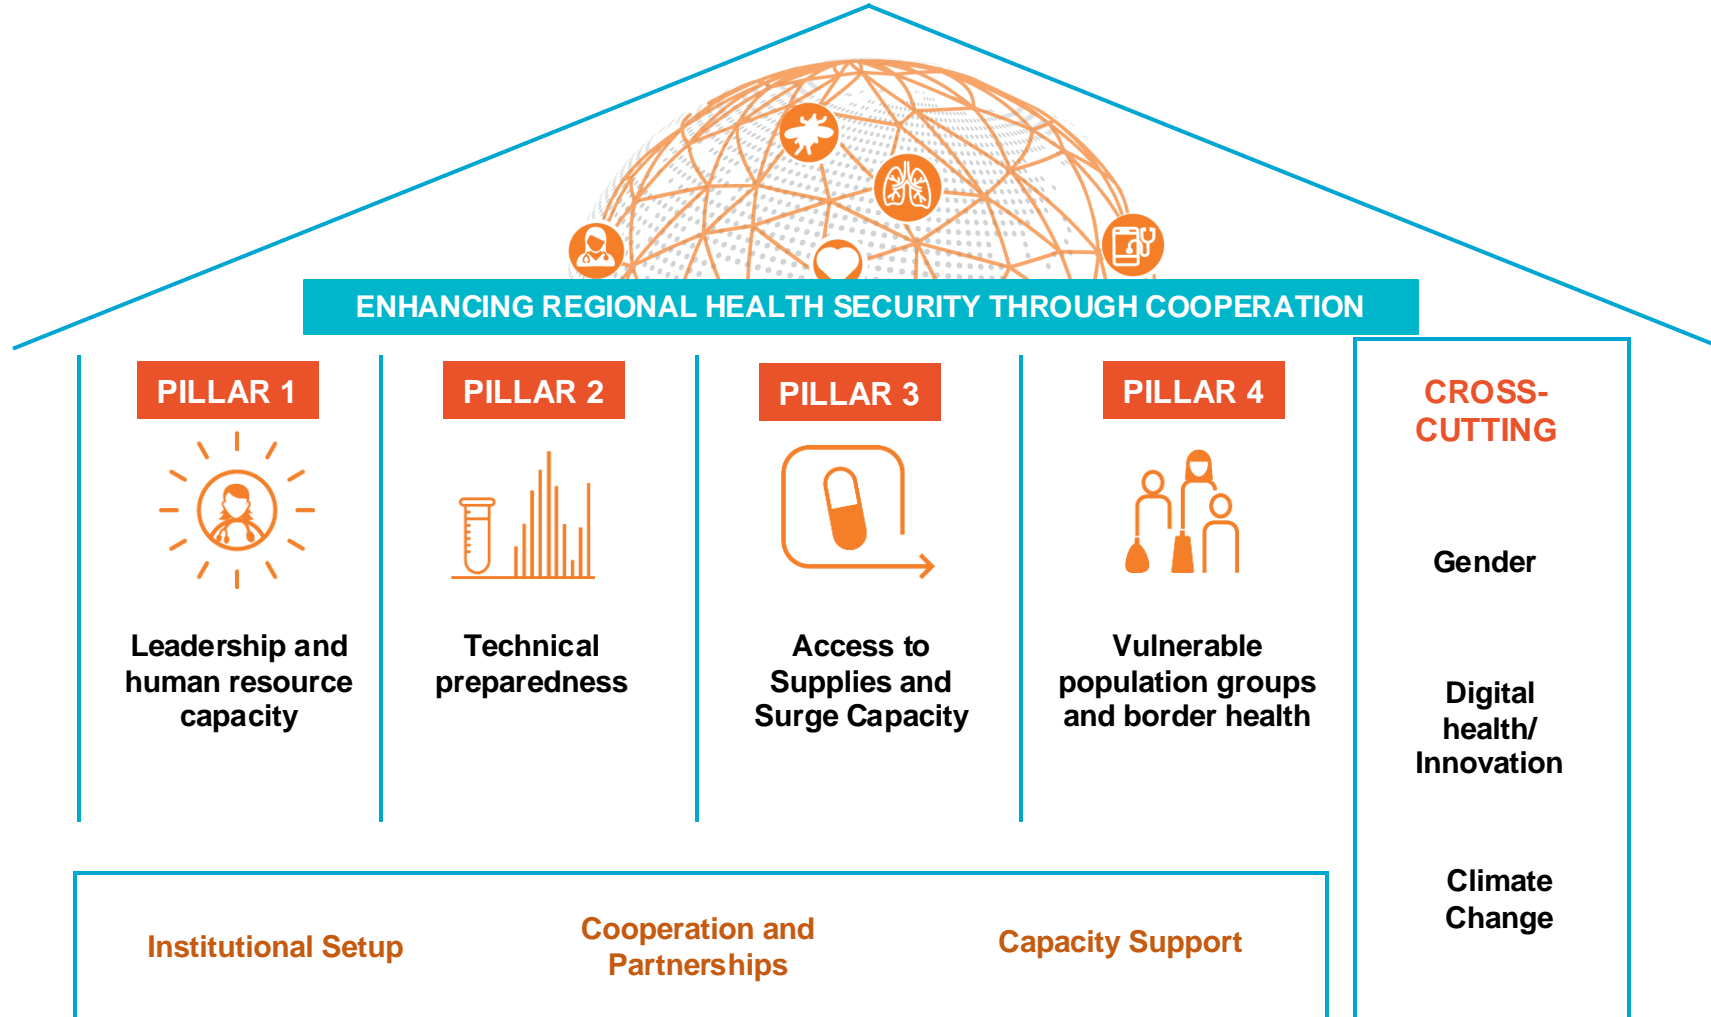 ENHANCING REGIONAL HEALTH SECURITY THROUGH COOPERATION
PILLAR 1
Leadership and
human resource
capacity
PILLAR 2
Technical
preparedness
PILLAR 3
Access to
Supplies and
Surge Capacity
PILLAR 4
Vulnerable
population groups
and border health
CROSS-
CUTTING
Gender
Digital
health/
Innovation
Climate
Change
Institutional Setup
Cooperation and
Partnerships
Capacity Support